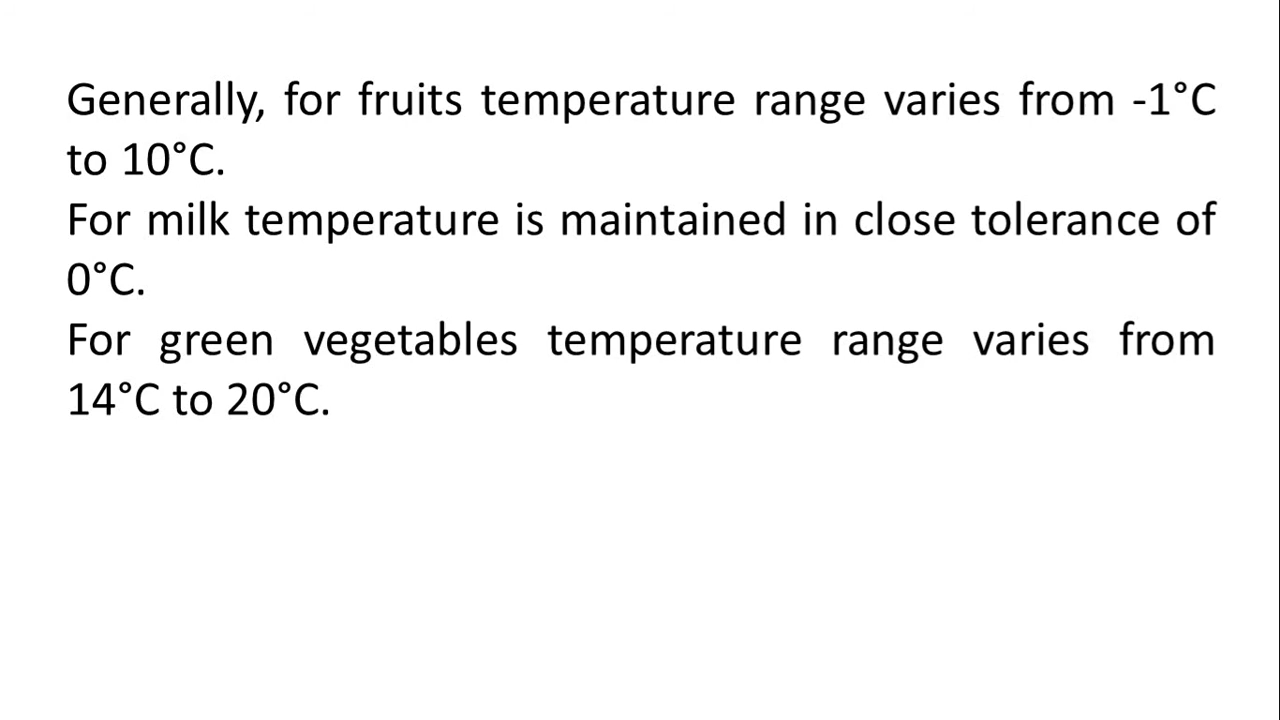 Generally, for fruits temperature range varies from -1°C
to 10°C.
For milk temperature is maintained in close tolerance of
0°C.
For green vegetables temperature range varies from
14°C to 20°C.